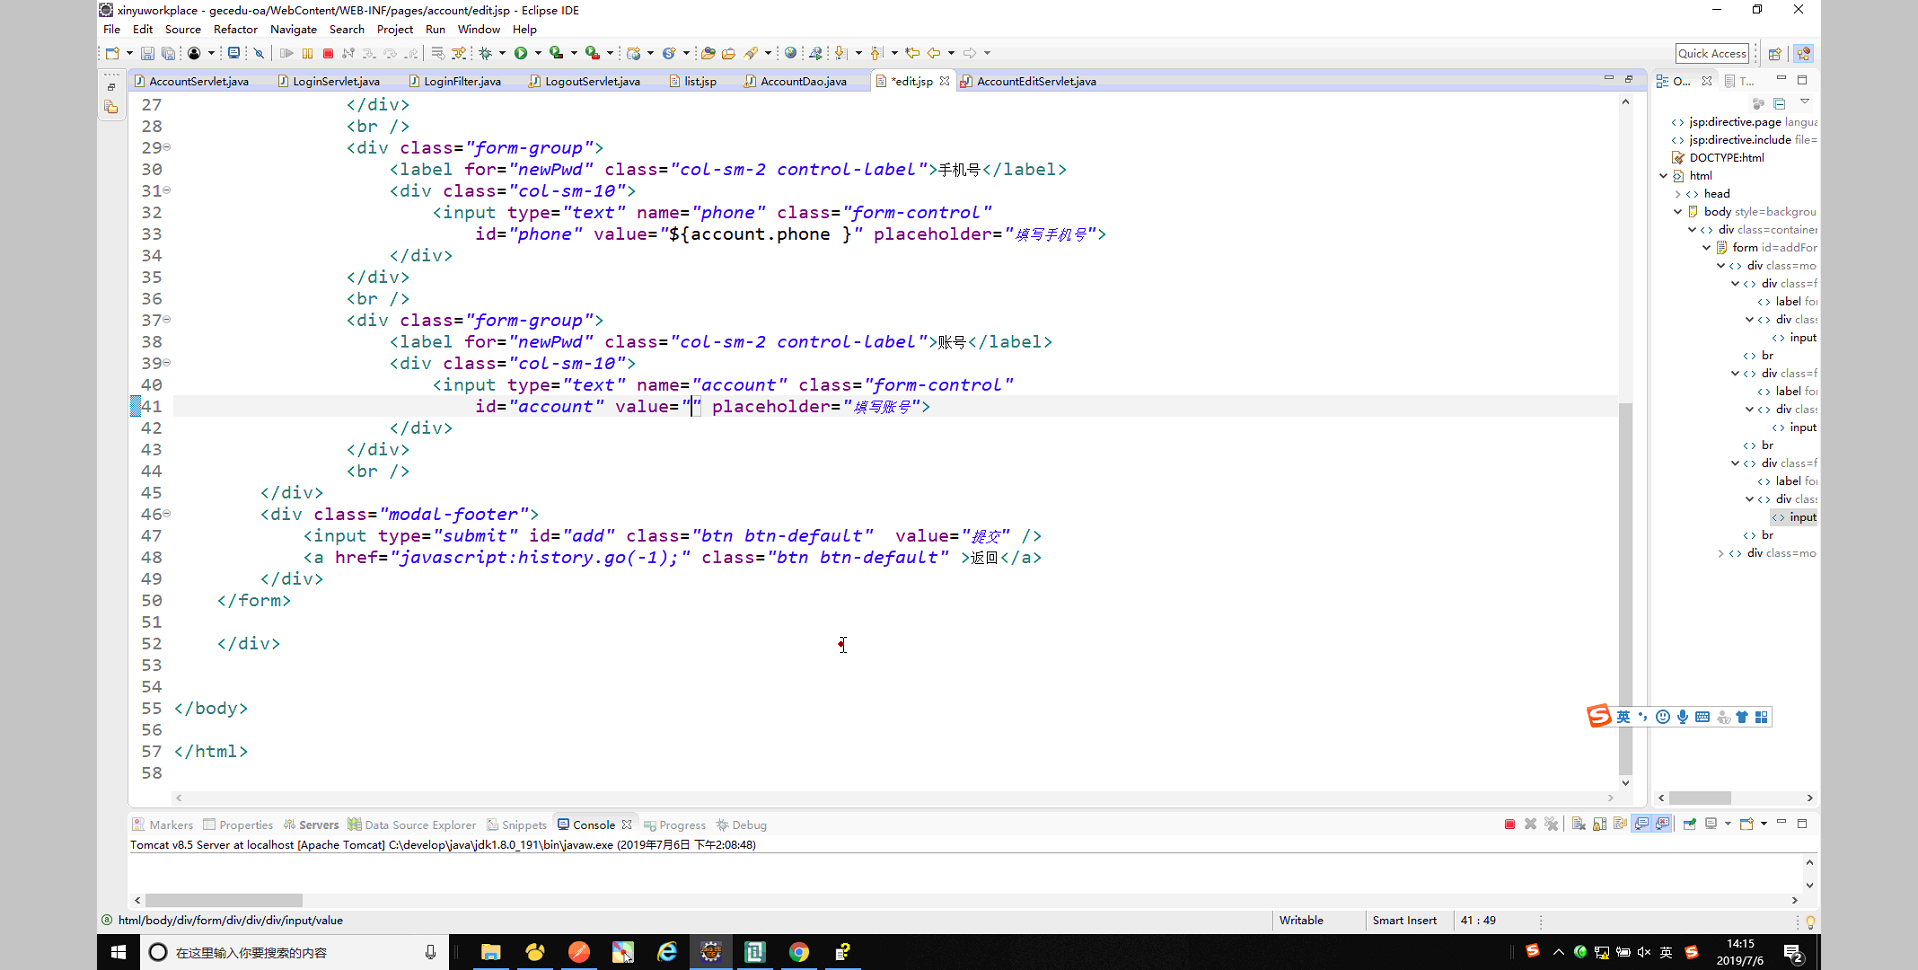 xinyuworkplace - gecedu-oa/WebContent/WEB-INF/pages/account/edit.jsp - Eclipse IDE
File Edit Source Refactor Navigate Search Project Run Window Help
Quick Access
AccountServlet.java LoginServlet.java LoginFilter.java LogoutServlet.java list.jsp AccountDao.java *edit.jsp AccountEditServlet.java
O... T...
27 </div>
28 <br />
29 <div class="form-group">
30 <label for="newPwd" class="col-sm-2 control-label">手机号</label>
31 <div class="col-sm-10">
32 <input type="text" name="phone" class="form-control"
33 id="phone" value="${account.phone }" placeholder="填写手机号">
34 </div>
35 </div>
36 <br />
37 <div class="form-group">
38 <label for="newPwd" class="col-sm-2 control-label">账号</label>
39 <div class="col-sm-10">
40 <input type="text" name="account" class="form-control"
41 id="account" value="" placeholder="填写账号">
42 </div>
43 </div>
44 <br />
45 </div>
46 <div class="modal-footer">
47 <input type="submit" id="add" class="btn btn-default"  value="提交" />
48 <a href="javascript:history.go(-1);" class="btn btn-default" >返回</a>
49 </div>
50 </form>
51
52 </div>
53
54
55 </body>
56
57 </html>
58
jsp:directive.page langua
jsp:directive.include file=
DOCTYPE:html
html
head
body style=backgrou
div class=container
form id=addFor
div class=mo
div class=f
label fo
div clas
input
br
div class=f
label fo
div clas
input
br
div class=f
label fo
div clas
input
br
div class=mo
英
Markers Properties Servers Data Source Explorer Snippets Console Progress Debug
Tomcat v8.5 Server at localhost [Apache Tomcat] C:\develop\java\jdk1.8.0_191\bin\javaw.exe (2019年7月6日 下午2:08:48)
html/body/div/form/div/div/div/input/value
Writable
Smart Insert
41 : 49
在这里输入你要搜索的内容
英
14:15
2019/7/6
2